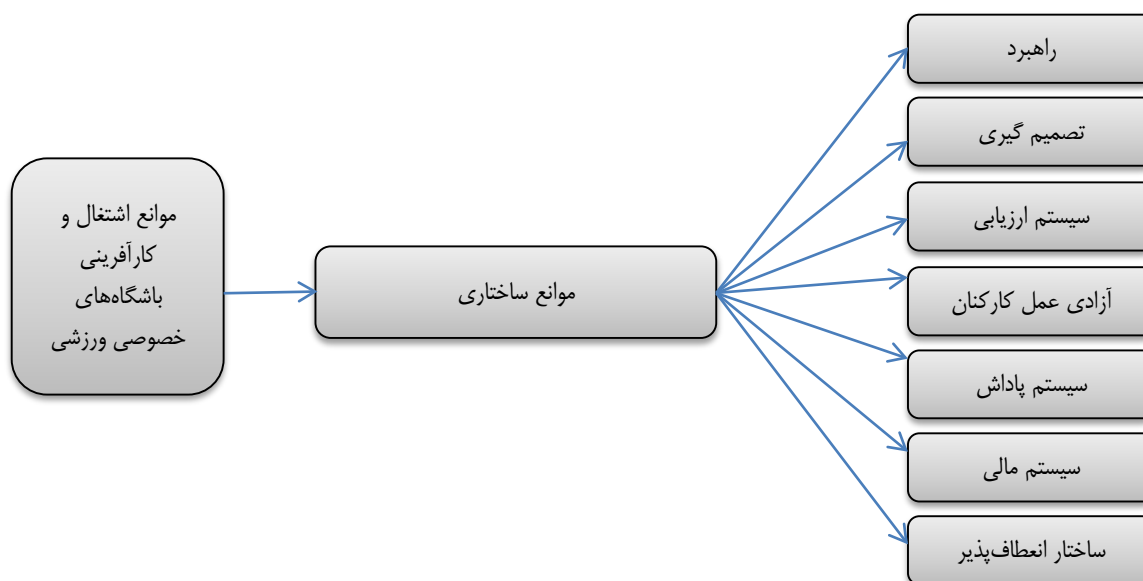 موانع اشتغال و
کارآفرینی
باشگاه‌های
خصوصی ورزشی
موانع ساختاری
راهبرد
تصمیم گیری
سیستم ارزیابی
آزادی عمل کارکنان
سیستم پاداش
سیستم مالی
ساختار انعطاف‌پذیر